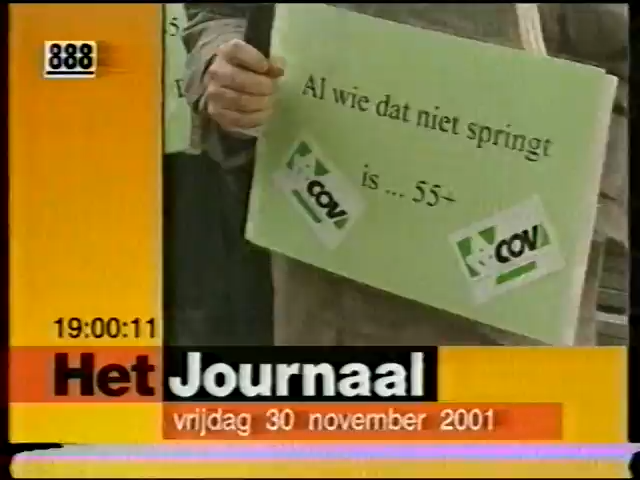 888
Al wie dat niet springt
is ... 55+
COV
COV
19:00:11
Het Journaal
vrijdag 30 november 2001